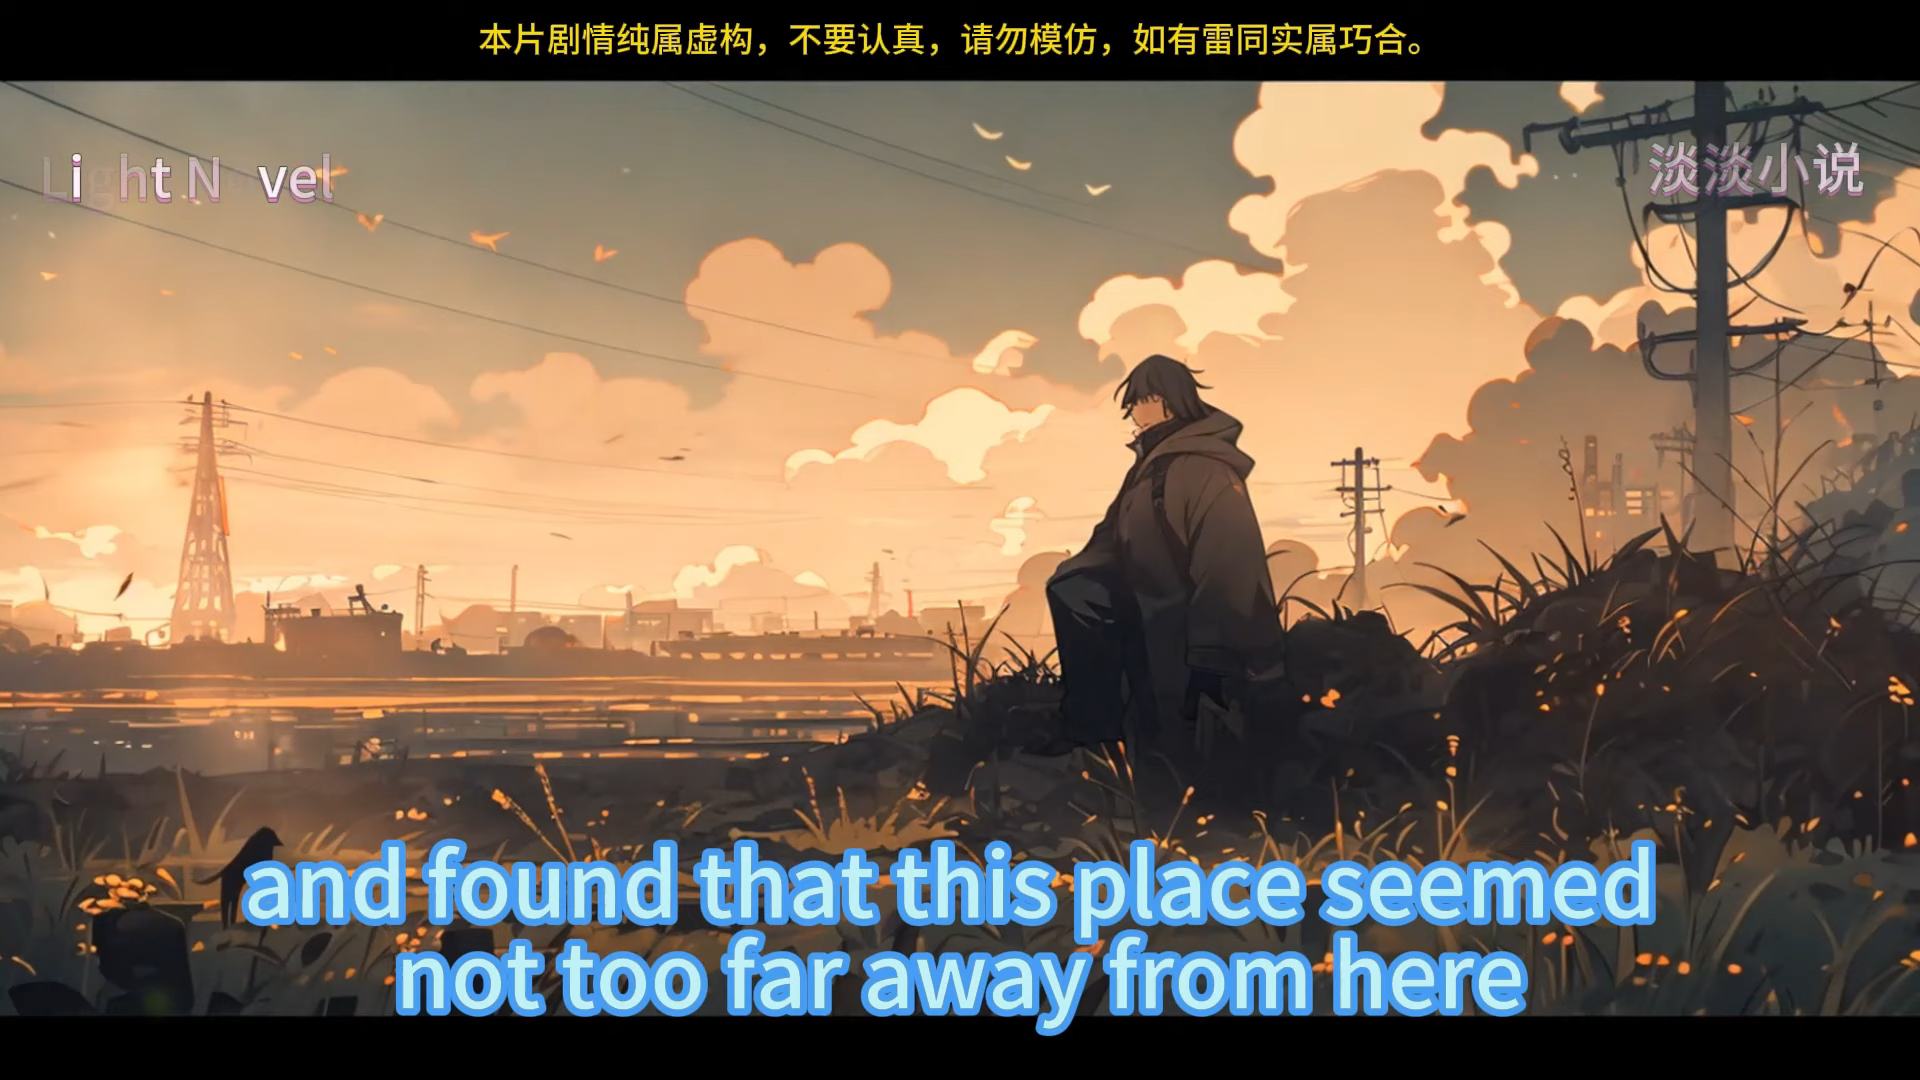 本片剧情纯属虚构，不要认真，请勿模仿，如有雷同实属巧合。
Light Novel
淡淡小说
and found that this place seemed
not too far away from here